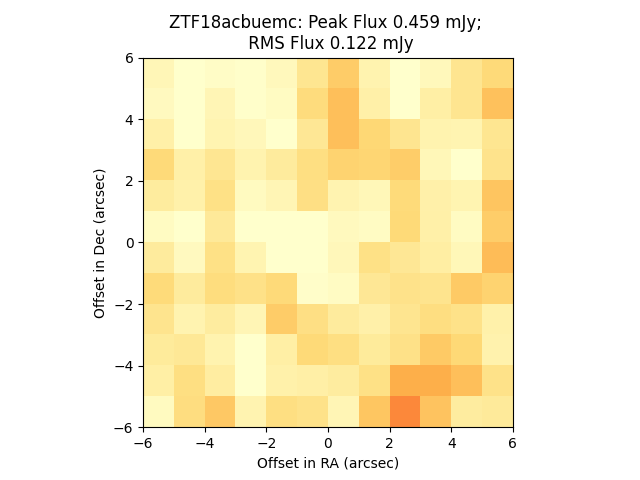 ZTF18acbuemc: Peak Flux 0.459 mJy;
RMS Flux 0.122 mJy
6
4
2
0
−2
−4
−6
Offset in Dec (arcsec)
−6 −4 −2 0 2 4 6
Offset in RA (arcsec)